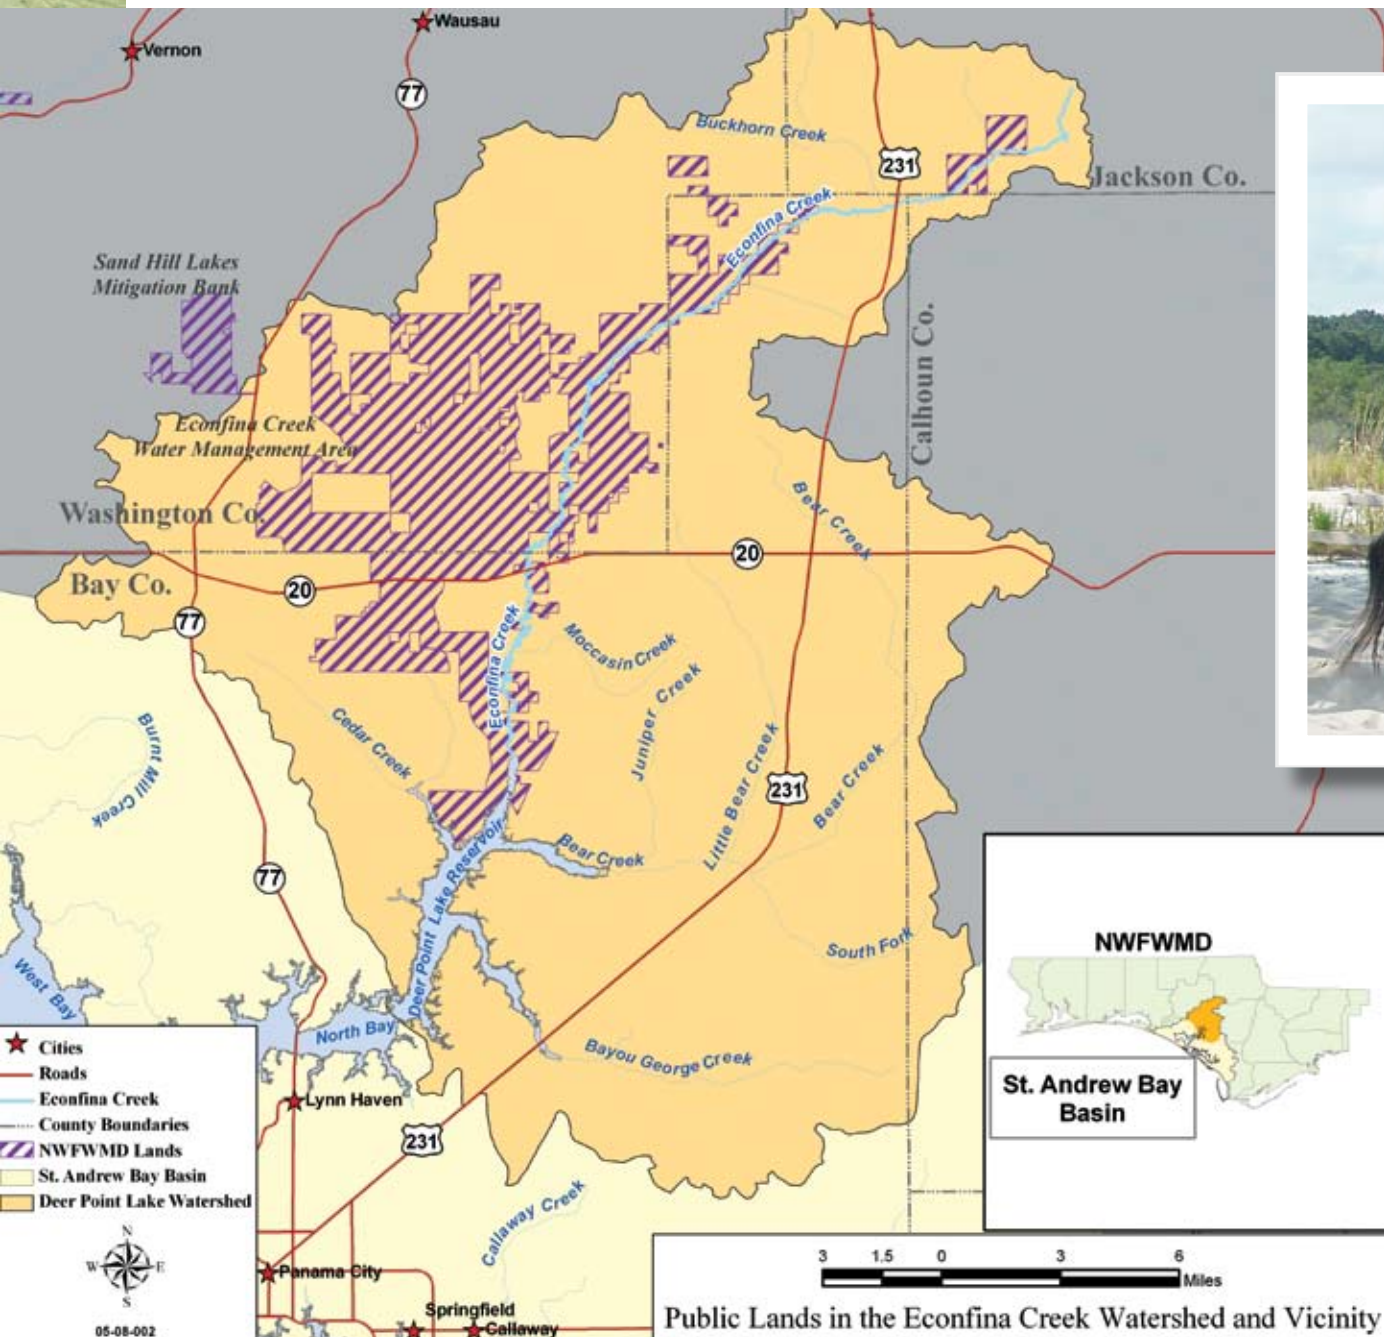 Wausau
Vernon
77
Buckhorn Creek
231
Jackson Co.
Econfina Creek
Sand Hill Lakes
Mitigation Bank
Calhoun Co.
Econfina Creek
Water Management Area
Bear Creek
Washington Co.
20
Bay Co.
20
77
Econfina Creek
Moccasin Creek
Juniper Creek
Cedar Creek
Burnt Mill Creek
Little Bear Creek
Bear Creek
231
Deer Point Lake Reservoir
Bear Creek
77
South Fork
West Bay
North Bay
Bayou George Creek
NWFWMD
St. Andrew Bay
Basin
Cities
Roads
Econfina Creek
County Boundaries
NWFWMD Lands
St. Andrew Bay Basin
Deer Point Lake Watershed
N
W E
S
05-08-002
Lynn Haven
231
Callaway Creek
Panama City
Springfield
Callaway
3 1.5 0 3 6
Miles
Public Lands in the Econfina Creek Watershed and Vicinity